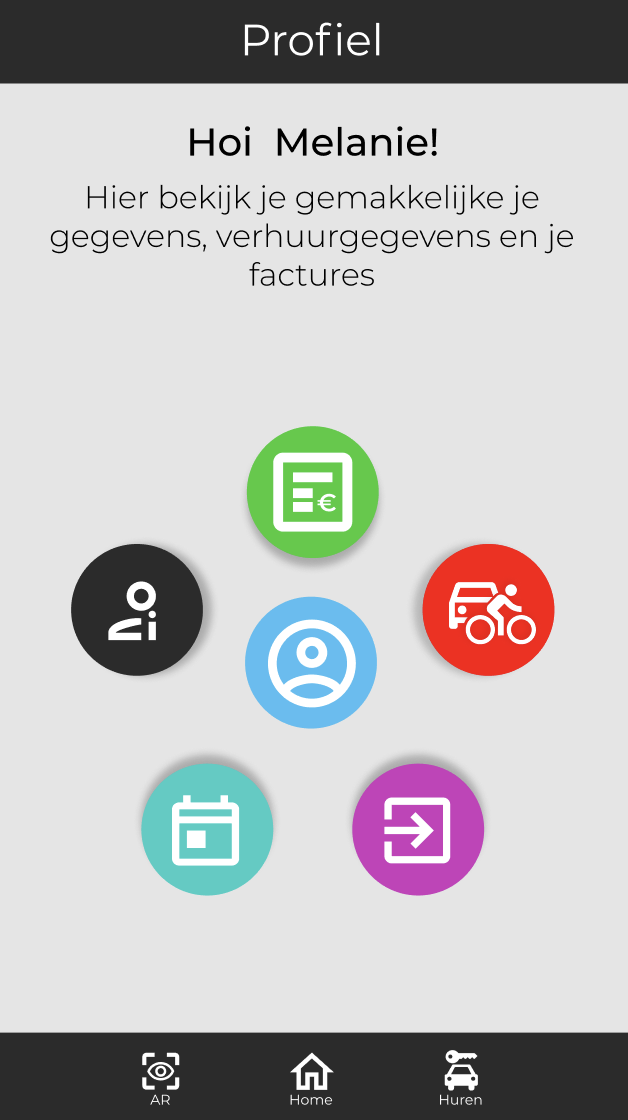 Profiel
Hoi Melanie!
Hier bekijk je gemakkelijke je
gegevens, verhuurgegevens en je
factures
€
AR
Home
Huren